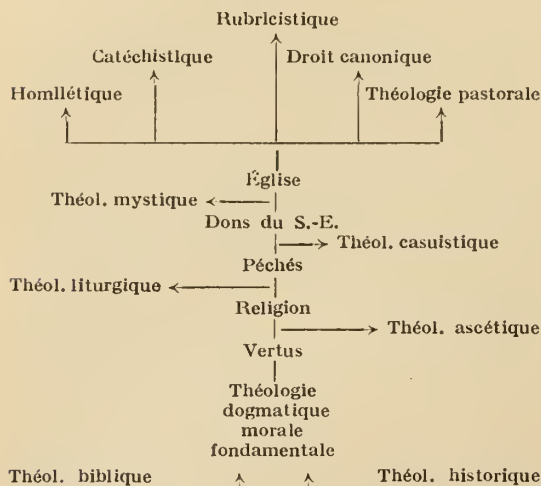 Rubricistique
Catéchistique Droit canonique
Homilétique Théologie pastorale
Église
Théol. mystique
Dons du S.-E.
Théol. casuistique
Péchés
Théol. liturgique
Religion
Théol. ascétique
Vertus
Théologie
dogmatique
morale
fondamentale
Théol. biblique Théol. historique